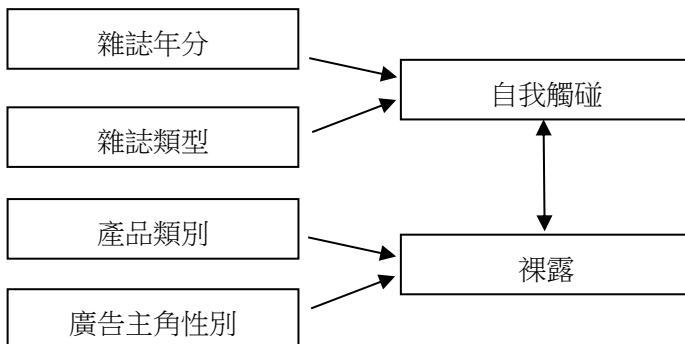 雜誌年分
自我觸碰
雜誌類型
產品類別
裸露
廣告主角性別